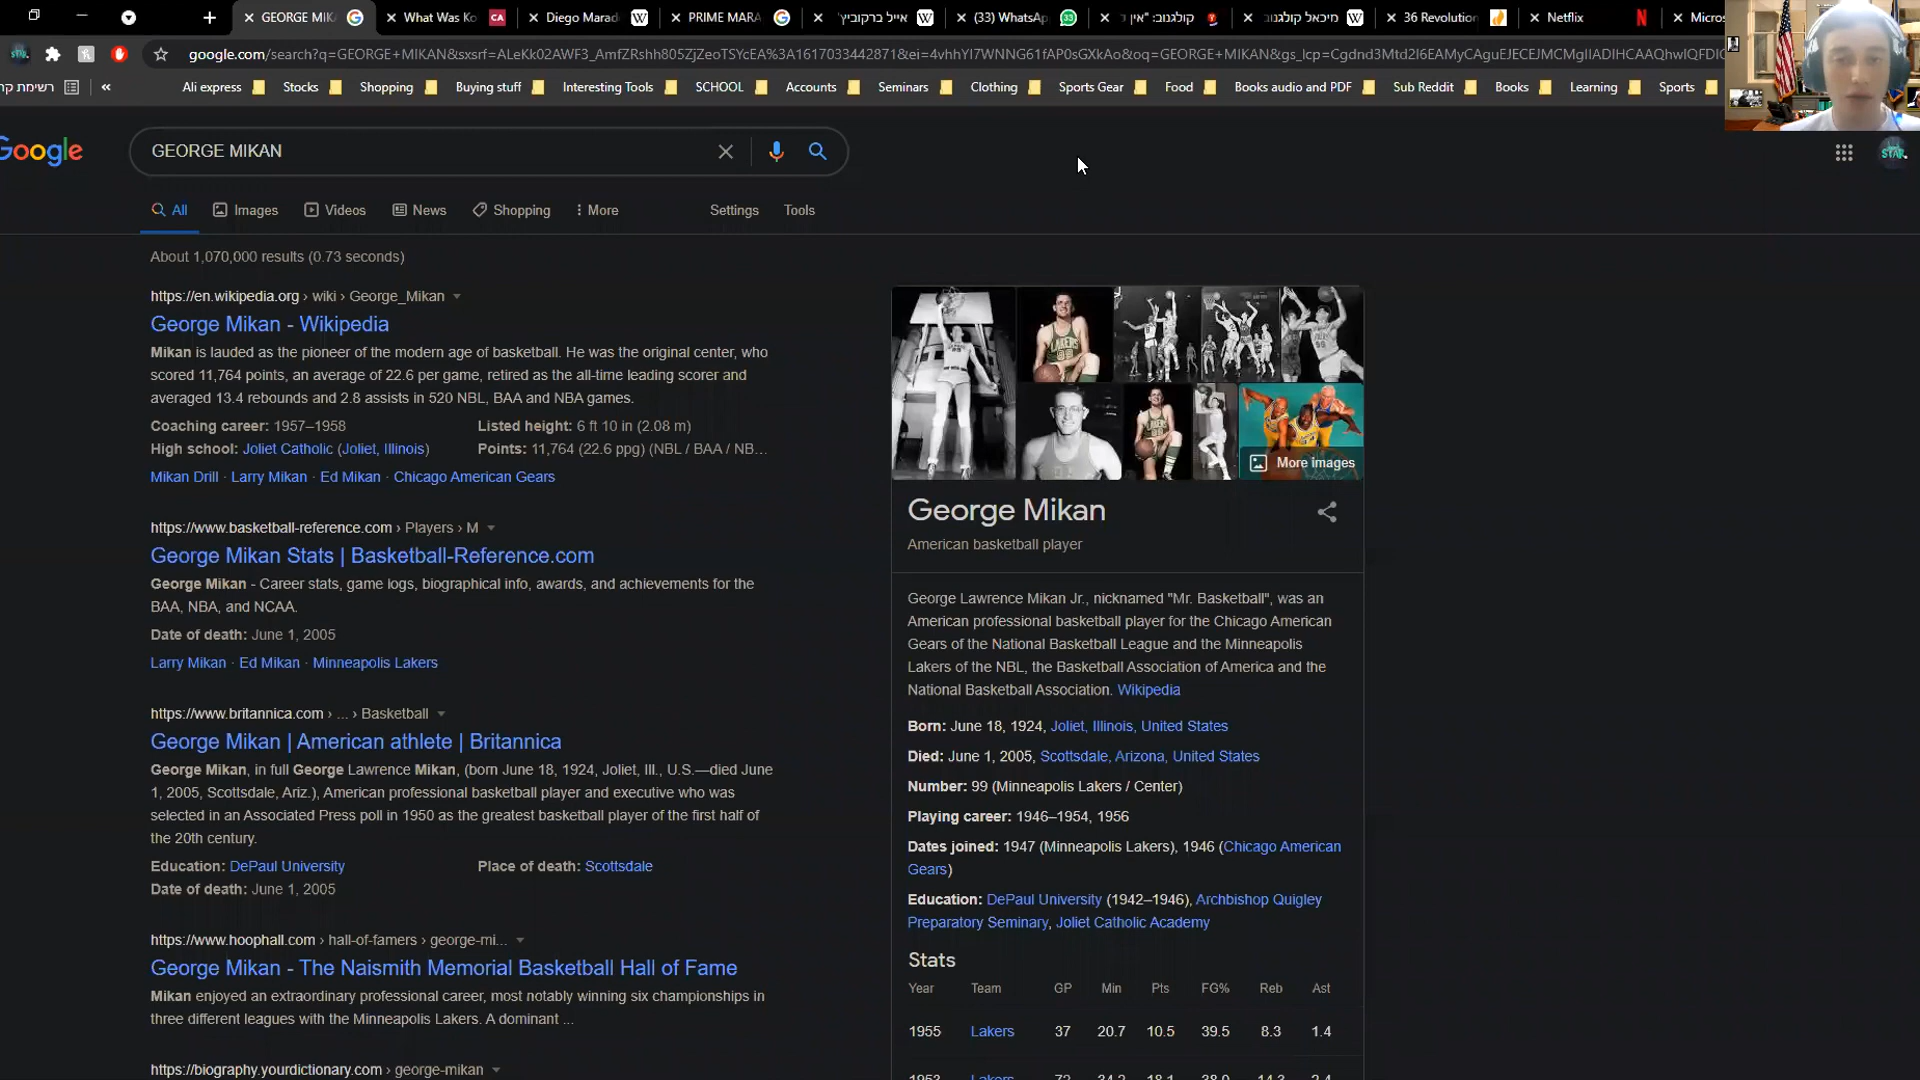 GEORGE MIKA
What Was Ko
Diego Marad
PRIME MARA
אייל ברקוביץ'
(33) WhatsAp
קולגנוב: "אין ד
מיכאל קולגנוב
36 Revolution
Netflix
Micros
google.com/search?q=GEORGE+MIKAN&sxsrf=ALeKk02AWF3_AmfZRshh805ZjZeoTSYcEA%3A1617033442871&ei=4vhhYI7WNNG61fAP0sGXkAo&oq=GEORGE+MIKAN&gs_lcp=Cgdnd3Mtd2l6EAMyCAguEJECEJMCMgIIADIHCAAQhwIQFDIC
רשימת קר
«
Ali express
Stocks
Shopping
Buying stuff
Interesting Tools
SCHOOL
Accounts
Seminars
Clothing
Sports Gear
Food
Books audio and PDF
Sub Reddit
Books
Learning
Sports
Google
GEORGE MIKAN
STAR.
All
Images
Videos
News
Shopping
More
Settings
Tools
About 1,070,000 results (0.73 seconds)
https://en.wikipedia.org › wiki › George_Mikan
George Mikan - Wikipedia
Mikan is lauded as the pioneer of the modern age of basketball. He was the original center, who
scored 11,764 points, an average of 22.6 per game, retired as the all-time leading scorer and
averaged 13.4 rebounds and 2.8 assists in 520 NBL, BAA and NBA games.
Coaching career: 1957–1958
Listed height: 6 ft 10 in (2.08 m)
High school: Joliet Catholic (Joliet, Illinois)
Points: 11,764 (22.6 ppg) (NBL / BAA / NB...
Mikan Drill · Larry Mikan · Ed Mikan · Chicago American Gears
https://www.basketball-reference.com › Players › M
George Mikan Stats | Basketball-Reference.com
George Mikan - Career stats, game logs, biographical info, awards, and achievements for the
BAA, NBA, and NCAA.
Date of death: June 1, 2005
Larry Mikan · Ed Mikan · Minneapolis Lakers
https://www.britannica.com › ... › Basketball
George Mikan | American athlete | Britannica
George Mikan, in full George Lawrence Mikan, (born June 18, 1924, Joliet, Ill., U.S.—died June
1, 2005, Scottsdale, Ariz.), American professional basketball player and executive who was
selected in an Associated Press poll in 1950 as the greatest basketball player of the first half of
the 20th century.
Education: DePaul University
Place of death: Scottsdale
Date of death: June 1, 2005
https://www.hoophall.com › hall-of-famers › george-mi...
George Mikan - The Naismith Memorial Basketball Hall of Fame
Mikan enjoyed an extraordinary professional career, most notably winning six championships in
three different leagues with the Minneapolis Lakers. A dominant ...
https://biography.yourdictionary.com › george-mikan
LAKERS
99
More images
George Mikan
American basketball player
George Lawrence Mikan Jr., nicknamed "Mr. Basketball", was an
American professional basketball player for the Chicago American
Gears of the National Basketball League and the Minneapolis
Lakers of the NBL, the Basketball Association of America and the
National Basketball Association. Wikipedia
Born: June 18, 1924, Joliet, Illinois, United States
Died: June 1, 2005, Scottsdale, Arizona, United States
Number: 99 (Minneapolis Lakers / Center)
Playing career: 1946–1954, 1956
Dates joined: 1947 (Minneapolis Lakers), 1946 (Chicago American
Gears)
Education: DePaul University (1942–1946), Archbishop Quigley
Preparatory Seminary, Joliet Catholic Academy
Stats
Year Team GP Min Pts FG% Reb Ast
1955 Lakers 37 20.7 10.5 39.5 8.3 1.4
1953 Lakers 72 34.2 18.1 38.0 14.3 2.4